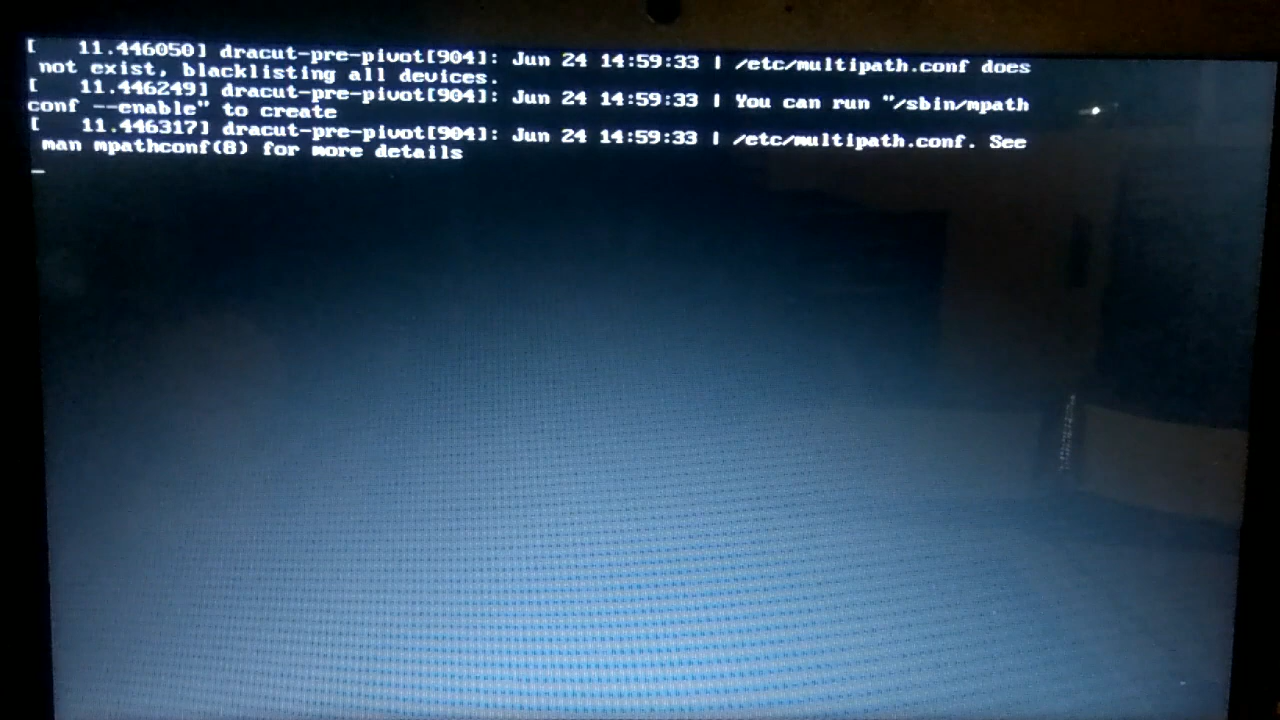 [   11.446050] dracut-pre-pivot[904]: Jun 24 14:59:33 | /etc/multipath.conf does
not exist, blacklisting all devices.
[   11.446249] dracut-pre-pivot[904]: Jun 24 14:59:33 | You can run "/sbin/mpath
conf --enable" to create
[   11.446317] dracut-pre-pivot[904]: Jun 24 14:59:33 | /etc/multipath.conf. See
man mpathconf(8) for more details